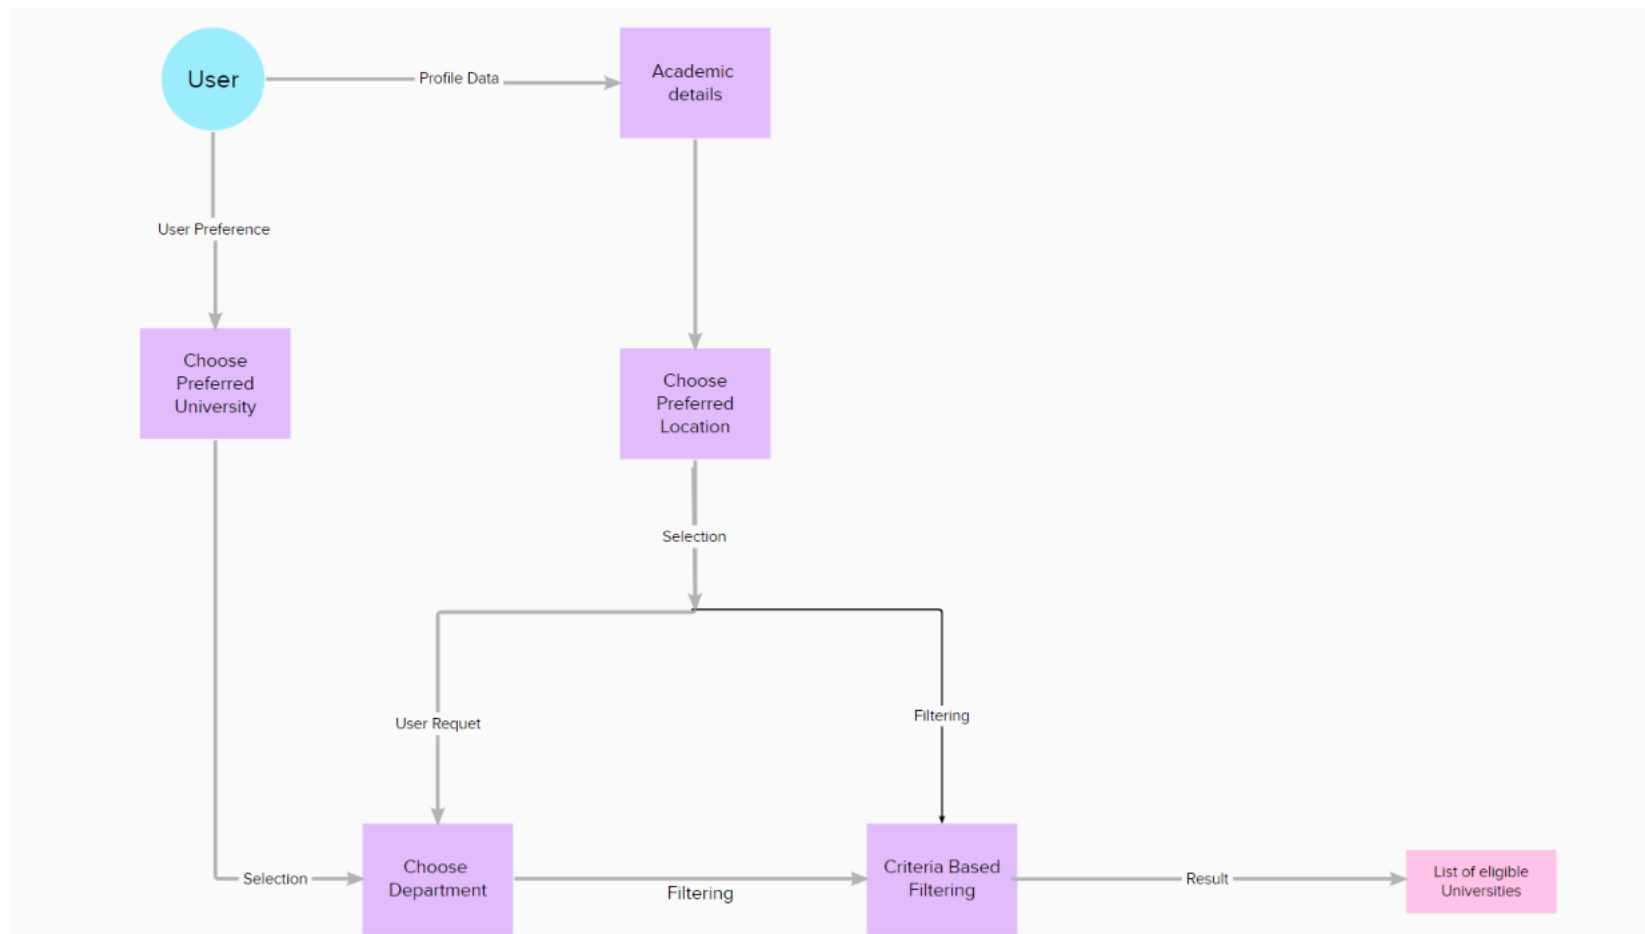 User
Profile Data
Academic
details
User Preference
Choose
Preferred
University
Choose
Preferred
Location
Selection
User Requet
Filtering
Choose
Department
Selection
Filtering
Criteria Based
Filtering
Result
List of eligible
Universities